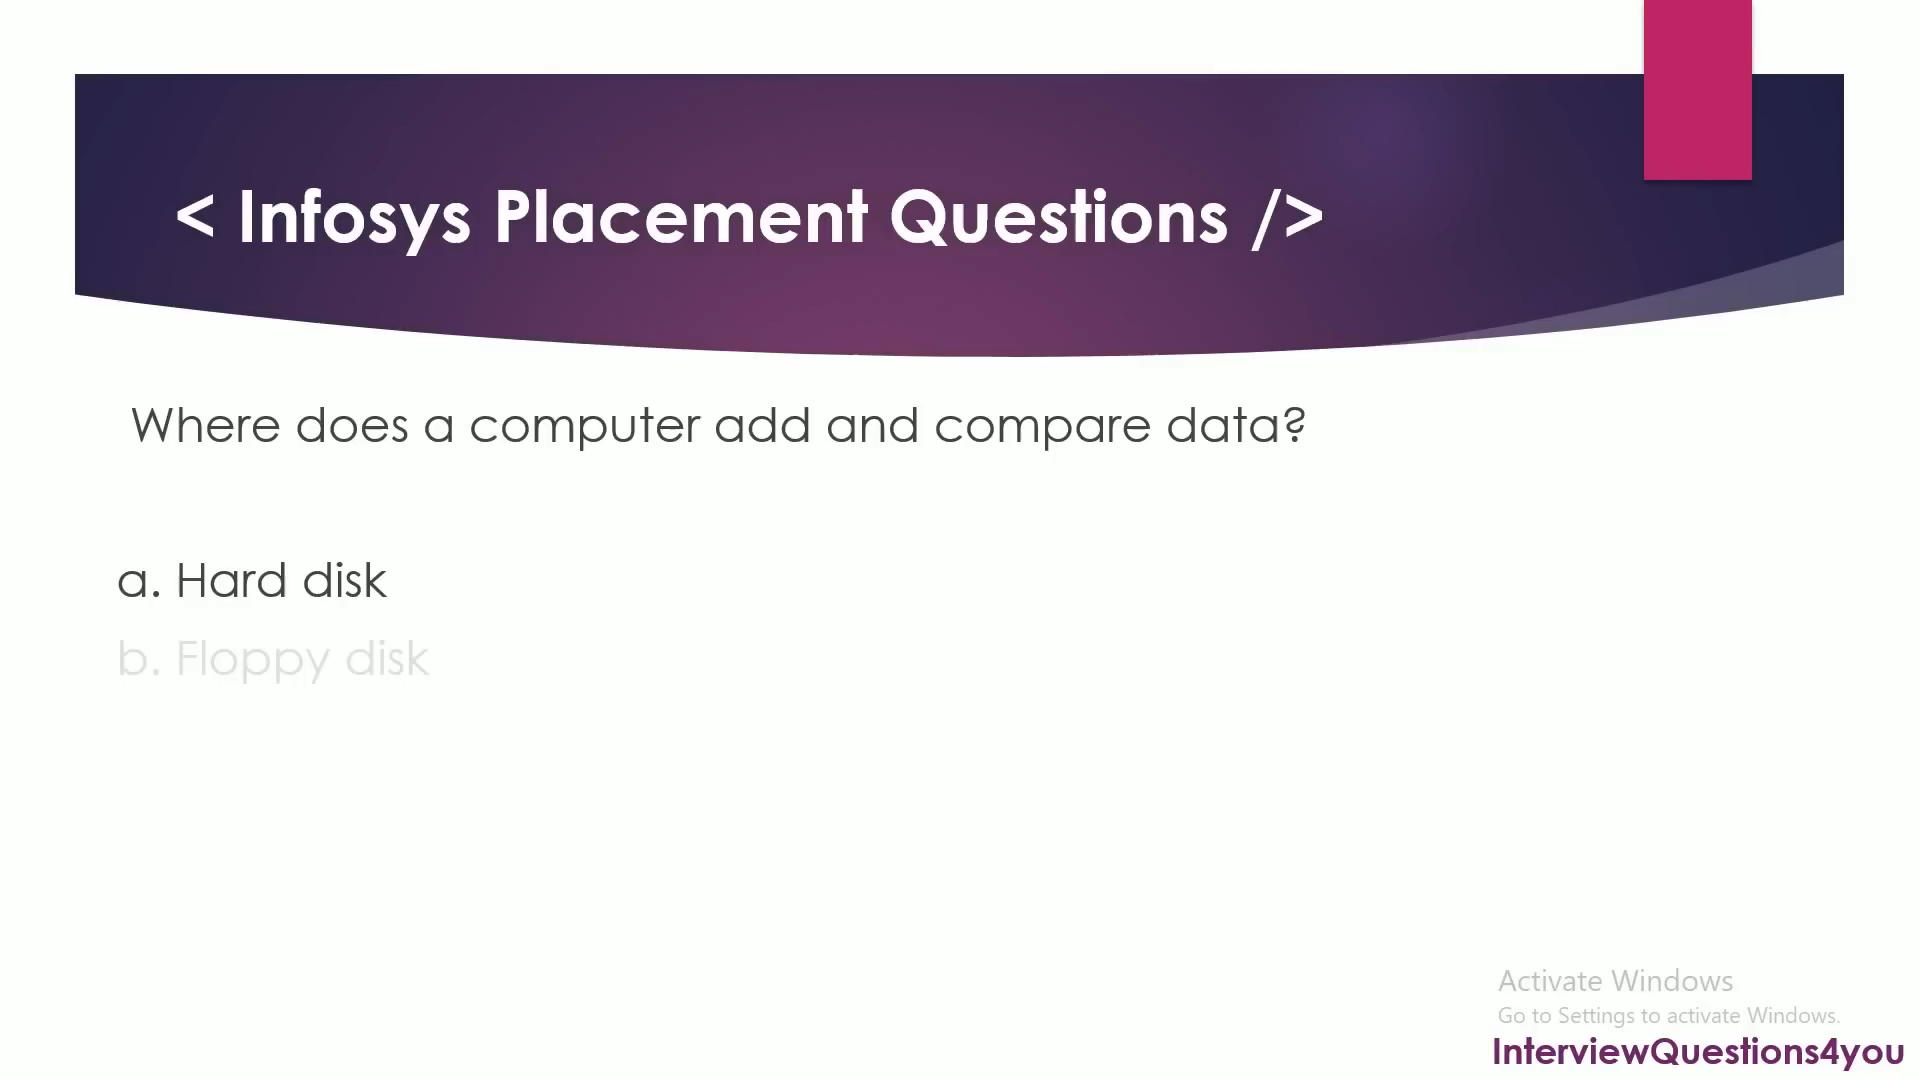 < Infosys Placement Questions />
Where does a computer add and compare data?
a. Hard disk
b. Floppy disk
Activate Windows
Go to Settings to activate Windows.
InterviewQuestions4you